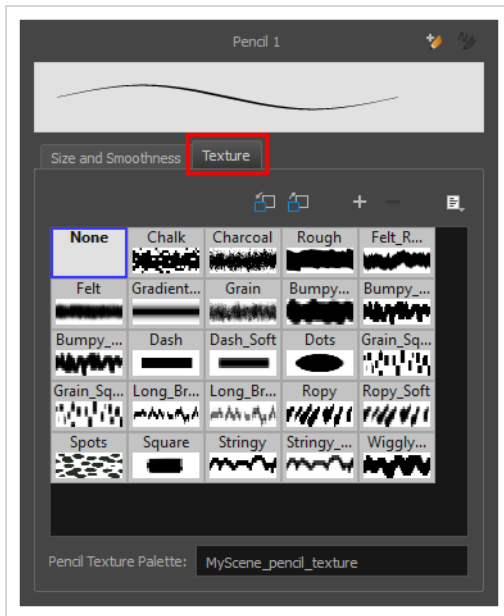 Pencil 1
Size and Smoothness Texture
None Chalk Charcoal Rough Felt_R...
Felt Gradient... Grain Bumpy... Bumpy_...
Bumpy_... Dash Dash_Soft Dots Grain_Sq...
Grain_Sq... Long_Br... Long_Br... Ropy Ropy_Soft
Spots Square Stringy Stringy_... Wiggly...
Pencil Texture Palette: MyScene_pencil_texture